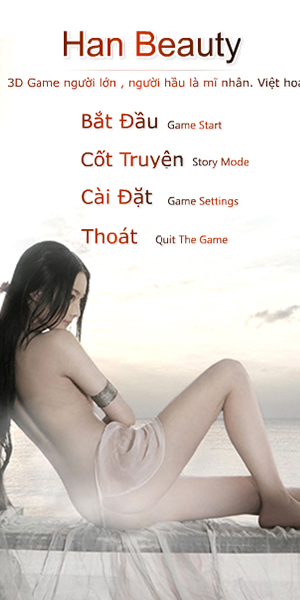 Han Beauty
3D Game người lớn , người hầu là mĩ nhân. Việt hoá
Bắt Đầu Game Start
Cốt Truyện Story Mode
Cài Đặt Game Settings
Thoát Quit The Game